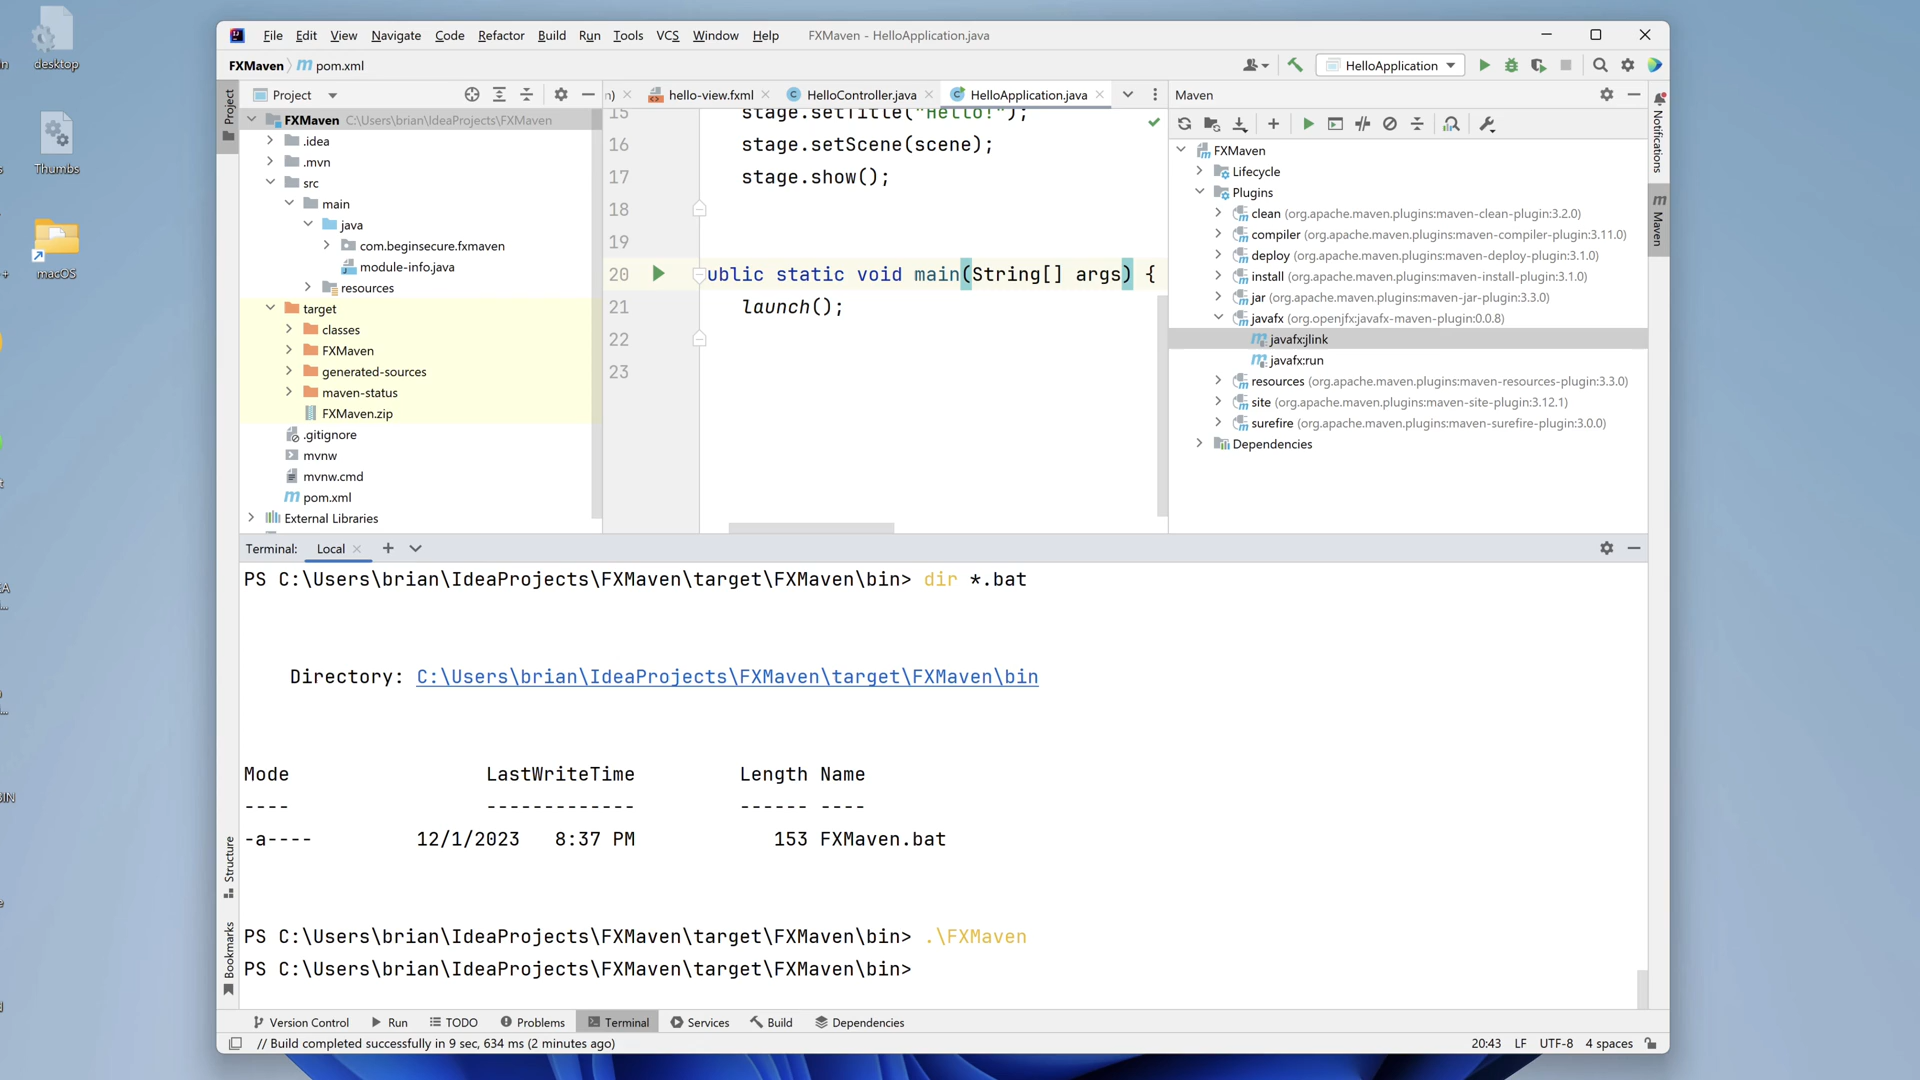 desktop
Thumbs
macOS
File Edit View Navigate Code Refactor Build Run Tools VCS Window Help FXMaven - HelloApplication.java
FXMaven pom.xml
HelloApplication
Project
Project
FXMaven C:\Users\brian\IdeaProjects\FXMaven
.idea
.mvn
src
main
java
com.beginsecure.fxmaven
module-info.java
resources
target
classes
FXMaven
generated-sources
maven-status
FXMaven.zip
.gitignore
mvnw
mvnw.cmd
pom.xml
External Libraries
hello-view.fxml HelloController.java HelloApplication.java
15 stage.setTitle("Hello!");
16 stage.setScene(scene);
17 stage.show();
18
19
20 ublic static void main(String[] args) {
21 launch();
22
23
Maven
FXMaven
Lifecycle
Plugins
clean (org.apache.maven.plugins:maven-clean-plugin:3.2.0)
compiler (org.apache.maven.plugins:maven-compiler-plugin:3.11.0)
deploy (org.apache.maven.plugins:maven-deploy-plugin:3.1.0)
install (org.apache.maven.plugins:maven-install-plugin:3.1.0)
jar (org.apache.maven.plugins:maven-jar-plugin:3.3.0)
javafx (org.openjfx:javafx-maven-plugin:0.0.8)
javafx:jlink
javafx:run
resources (org.apache.maven.plugins:maven-resources-plugin:3.3.0)
site (org.apache.maven.plugins:maven-site-plugin:3.12.1)
surefire (org.apache.maven.plugins:maven-surefire-plugin:3.0.0)
Dependencies
Notifications
Maven
Terminal: Local
PS C:\Users\brian\IdeaProjects\FXMaven\target\FXMaven\bin> dir *.bat
Directory: C:\Users\brian\IdeaProjects\FXMaven\target\FXMaven\bin
Mode LastWriteTime Length Name
---- ------------- ------ ----
-a---- 12/1/2023 8:37 PM 153 FXMaven.bat
PS C:\Users\brian\IdeaProjects\FXMaven\target\FXMaven\bin> .\FXMaven
PS C:\Users\brian\IdeaProjects\FXMaven\target\FXMaven\bin>
Structure
Bookmarks
Version Control Run TODO Problems Terminal Services Build Dependencies
// Build completed successfully in 9 sec, 634 ms (2 minutes ago)
20:43 LF UTF-8 4 spaces